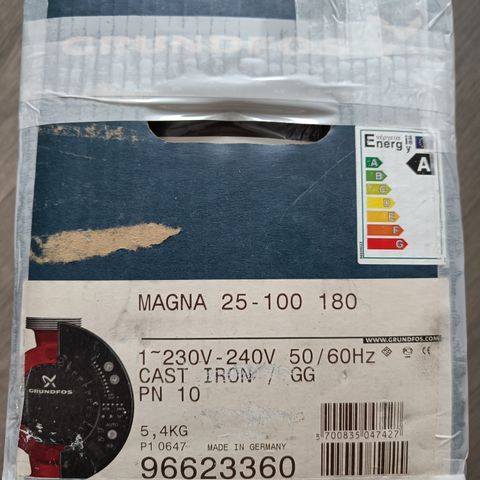 GRUNDFOS
Energy
A
A
B
C
D
E
F
G
MAGNA 25-100 180
WWW.GRUNDFOS.COM
1~230V-240V 50/60Hz
CAST IRON / GG
PN 10
GRUNDFOS
AUTO
5,4KG
P1 0647 MADE IN GERMANY
96623360
5 700835 047427